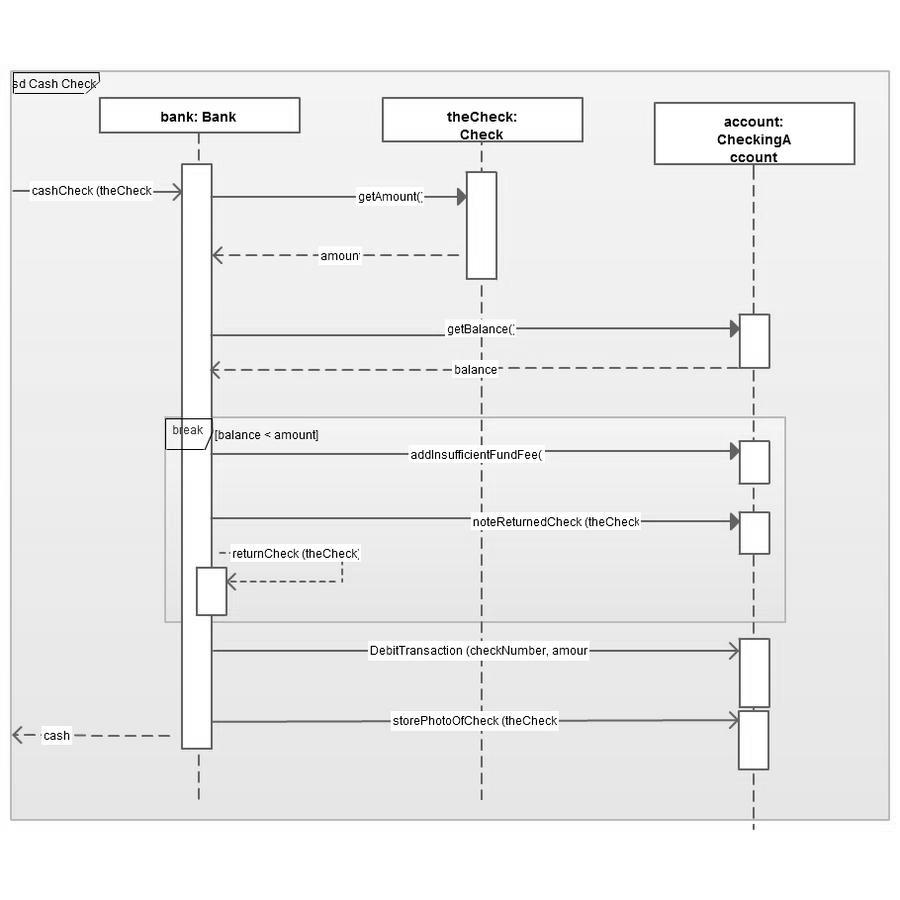 sd Cash Check
bank: Bank
theCheck:
Check
account:
CheckingA
ccount
cashCheck (theCheck
getAmount(
amount
getBalance(
balance
break
[balance < amount]
addInsufficientFundFee(
noteReturnedCheck (theCheck
returnCheck (theCheck)
DebitTransaction (checkNumber, amour
storePhotoOfCheck (theCheck
cash